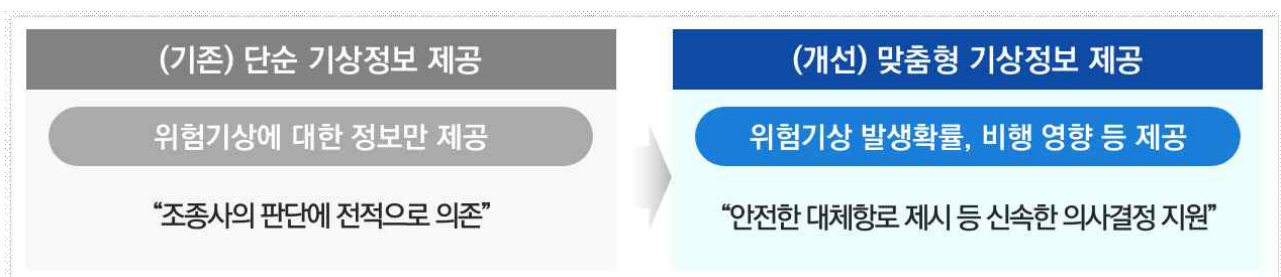 (기존) 단순 기상정보 제공
위험기상에 대한 정보만 제공
“조종사의 판단에 전적으로 의존”
(개선) 맞춤형 기상정보 제공
위험기상 발생확률, 비행 영향 등 제공
“안전한 대체항로 제시 등 신속한 의사결정 지원”